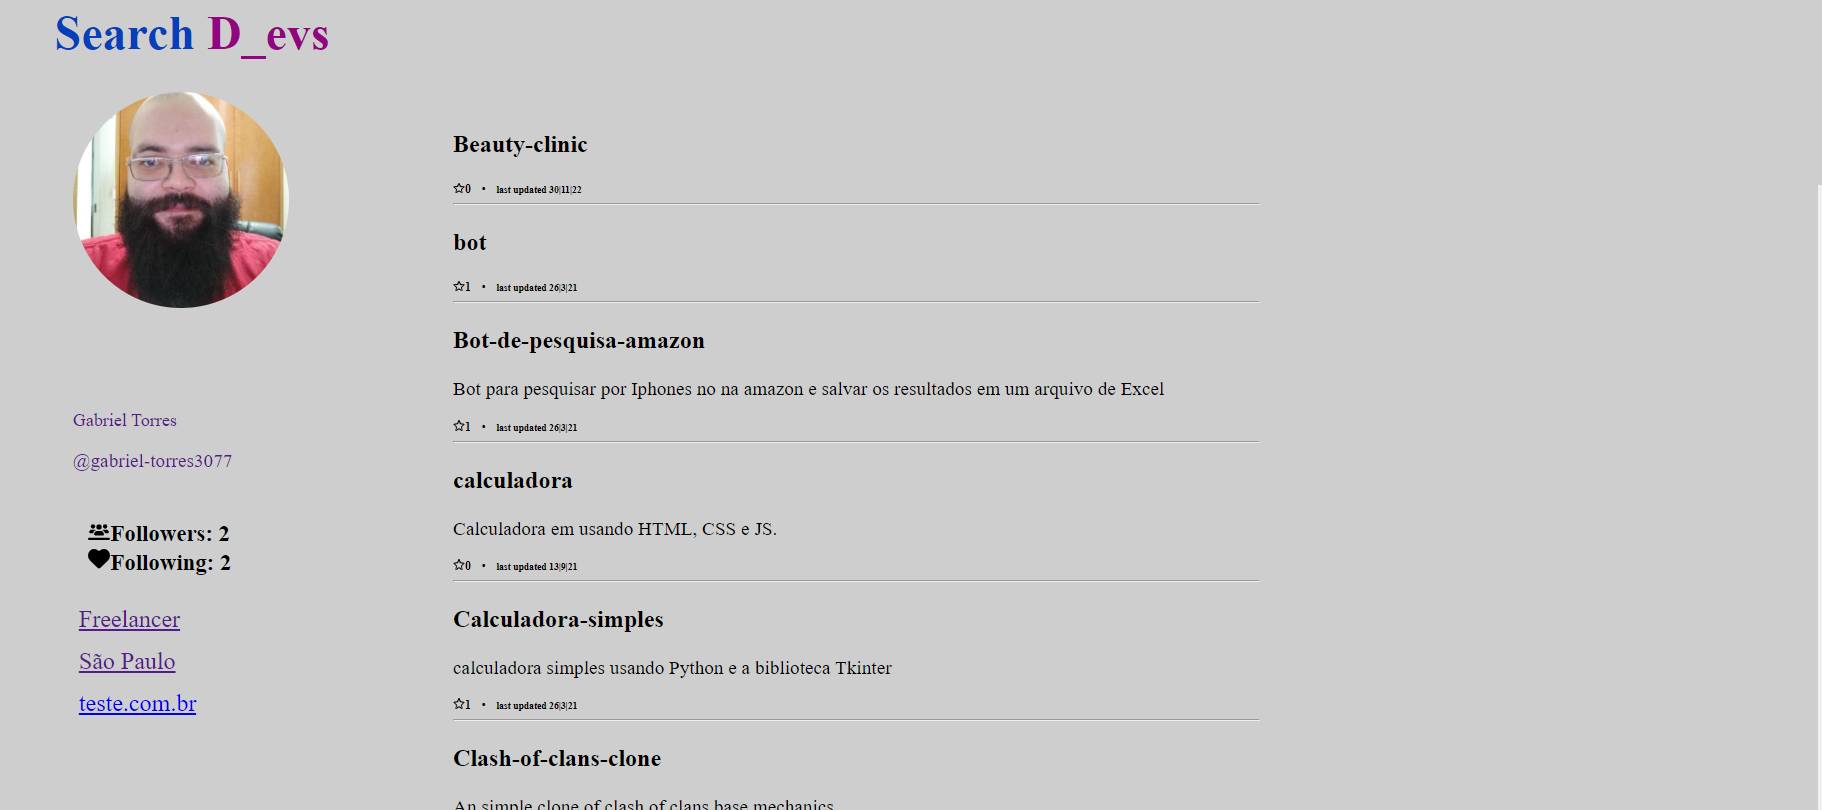 Search D_evs
Gabriel Torres
@gabriel-torres3077
Followers: 2
Following: 2
Freelancer
São Paulo
teste.com.br
Beauty-clinic
0 • last updated 30|11|22
bot
1 • last updated 26|3|21
Bot-de-pesquisa-amazon
Bot para pesquisar por Iphones no na amazon e salvar os resultados em um arquivo de Excel
1 • last updated 26|3|21
calculadora
Calculadora em usando HTML, CSS e JS.
0 • last updated 13|9|21
Calculadora-simples
calculadora simples usando Python e a biblioteca Tkinter
1 • last updated 26|3|21
Clash-of-clans-clone
An simple clone of clash of clans base mechanics